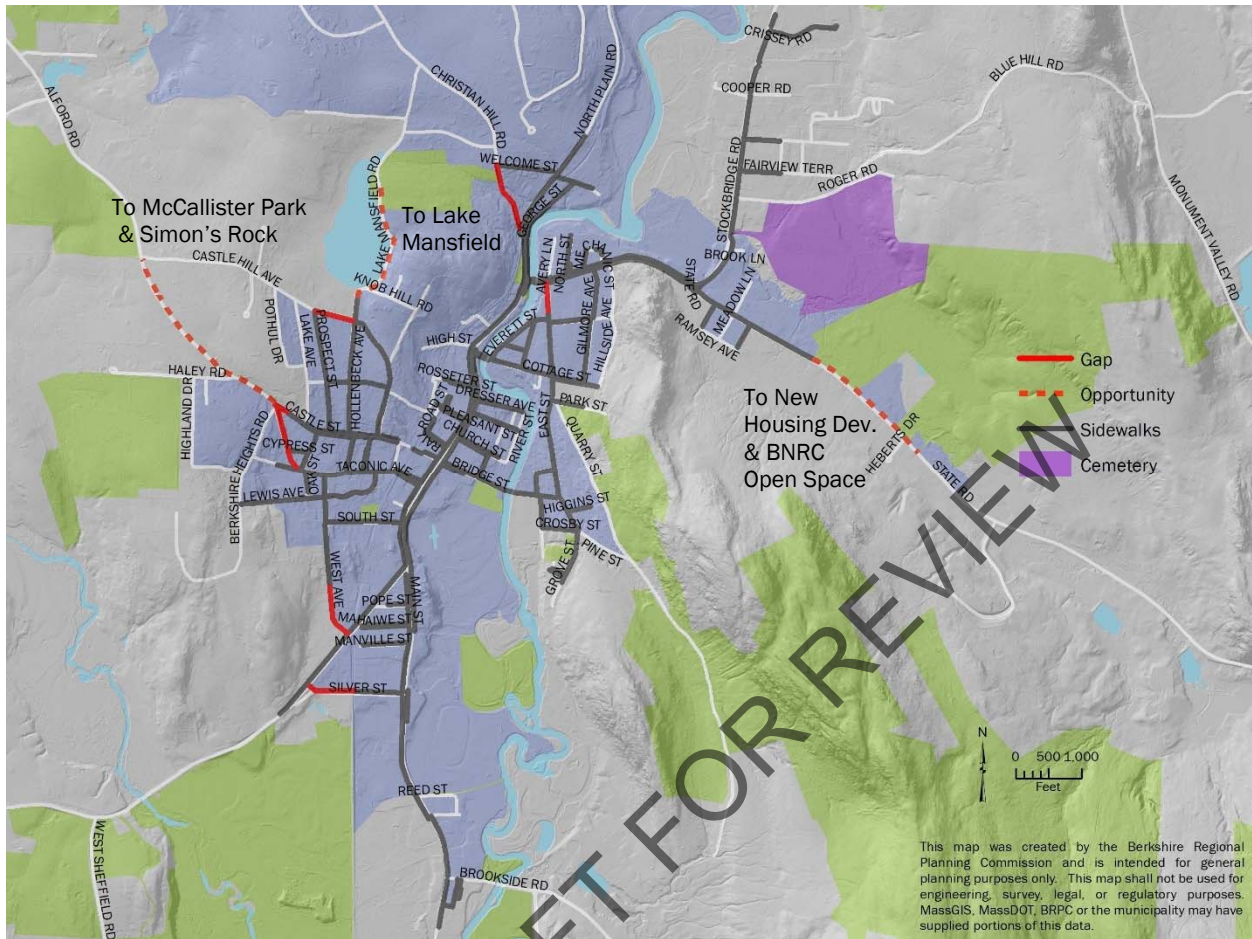 CRISSEY RD
BLUE HILL RD
CHRISTIAN HILL RD
NORTH PLAIN RD
COOPER RD
ALFORD RD
STOCKBRIDGE RD
WELCOME ST
FAIRVIEW TERR
ROGER RD
MONUMENT VALLEY RD
LAKE MANSFIELD RD
GEORGE ST
To McCallister Park
& Simon's Rock
To Lake
Mansfield
CASTLE HILL AVE
AVERY LN
NORTH ST
MECHANIC ST
BROOK LN
STATE RD
MEADOW LN
KNOB HILL RD
POTHUL DR
LAKE AVE
PROSPECT ST
HOLLENBECK AVE
EVERETT ST
GILMORE AVE
HILLSIDE AVE
RAMSEY AVE
HIGH ST
COTTAGE ST
Gap
HALEY RD
ROSSETER ST
DRESSER AVE
PARK ST
Opportunity
HIGHLAND DR
CASTLE ST
RAILROAD ST
PLEASANT ST
EAST ST
To New
Housing Dev.
& BNRC
Open Space
HEBERTS DR
Sidewalks
BERKSHIRE HEIGHTS RD
CYPRESS ST
CHURCH ST
RIVER ST
QUARRY ST
Cemetery
OAK ST
TACONIC AVE
BRIDGE ST
STATE RD
LEWIS AVE
HIGGINS ST
SOUTH ST
CROSBY ST
PINE ST
GROVE ST
WEST AVE
MAIN ST
POPE ST
MAHAIWE ST
MANVILLE ST
SILVER ST
REED ST
N
0 500 1,000
Feet
WEST SHEFFIELD RD
BROOKSIDE RD
This map was created by the Berkshire Regional
Planning Commission and is intended for general
planning purposes only. This map shall not be used for
engineering, survey, legal, or regulatory purposes.
MassGIS, MassDOT, BRPC or the municipality may have
supplied portions of this data.
ET FOR REVIEW